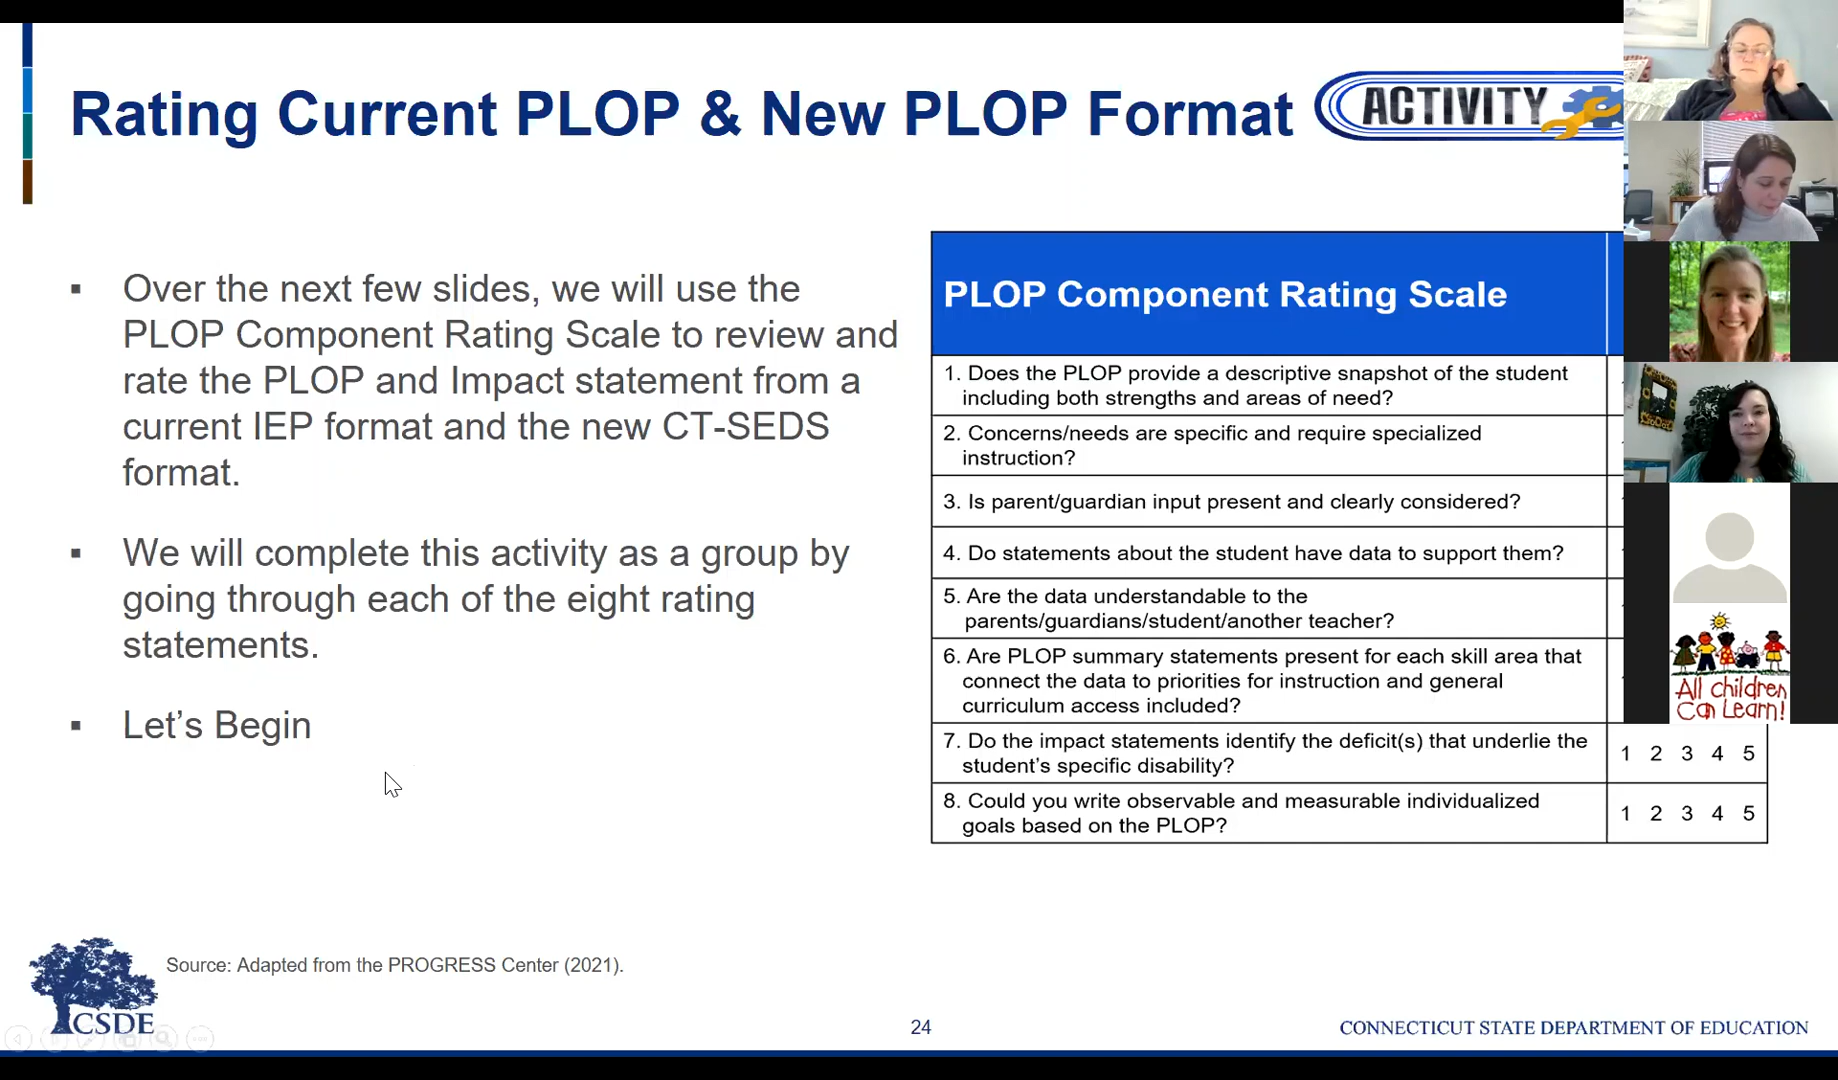 Rating Current PLOP & New PLOP Format
ACTIVITY
▪ Over the next few slides, we will use the
PLOP Component Rating Scale to review and
rate the PLOP and Impact statement from a
current IEP format and the new CT-SEDS
format.
▪ We will complete this activity as a group by
going through each of the eight rating
statements.
▪ Let’s Begin
PLOP Component Rating Scale
1. Does the PLOP provide a descriptive snapshot of the student
including both strengths and areas of need?
2. Concerns/needs are specific and require specialized
instruction?
3. Is parent/guardian input present and clearly considered?
4. Do statements about the student have data to support them?
5. Are the data understandable to the
parents/guardians/student/another teacher?
6. Are PLOP summary statements present for each skill area that
connect the data to priorities for instruction and general
curriculum access included?
7. Do the impact statements identify the deficit(s) that underlie the
student’s specific disability?
1 2 3 4 5
8. Could you write observable and measurable individualized
goals based on the PLOP?
1 2 3 4 5
All children
Can Learn!
Source: Adapted from the PROGRESS Center (2021).
CSDE
24
CONNECTICUT STATE DEPARTMENT OF EDUCATION